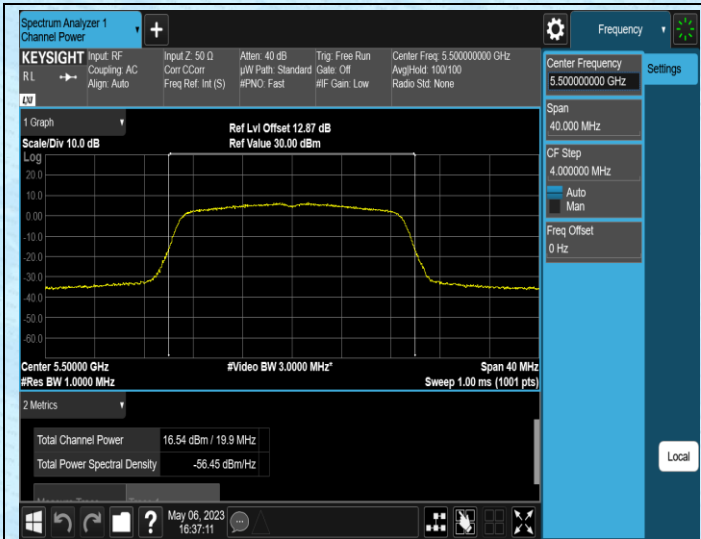 Spectrum Analyzer 1
Channel Power
Frequency
KEYSIGHT
R L
LXI
Input: RF
Coupling: AC
Align: Auto
Input Z: 50 Ω
Corr CCorr
Freq Ref: Int (S)
Atten: 40 dB
µW Path: Standard
#PNO: Fast
Trig: Free Run
Gate: Off
#IF Gain: Low
Center Freq: 5.500000000 GHz
Avg|Hold: 100/100
Radio Std: None
Center Frequency
5.500000000 GHz
Settings
Span
40.000 MHz
CF Step
4.000000 MHz
Auto
Man
Freq Offset
0 Hz
1 Graph
Scale/Div 10.0 dB
Ref Lvl Offset 12.87 dB
Ref Value 30.00 dBm
Log
20.0
10.0
0.00
-10.0
-20.0
-30.0
-40.0
-50.0
-60.0
Center 5.50000 GHz
#Res BW 1.0000 MHz
#Video BW 3.0000 MHz*
Span 40 MHz
Sweep 1.00 ms (1001 pts)
2 Metrics
Total Channel Power 16.54 dBm / 19.9 MHz
Total Power Spectral Density -56.45 dBm/Hz
Local
May 06, 2023
16:37:11